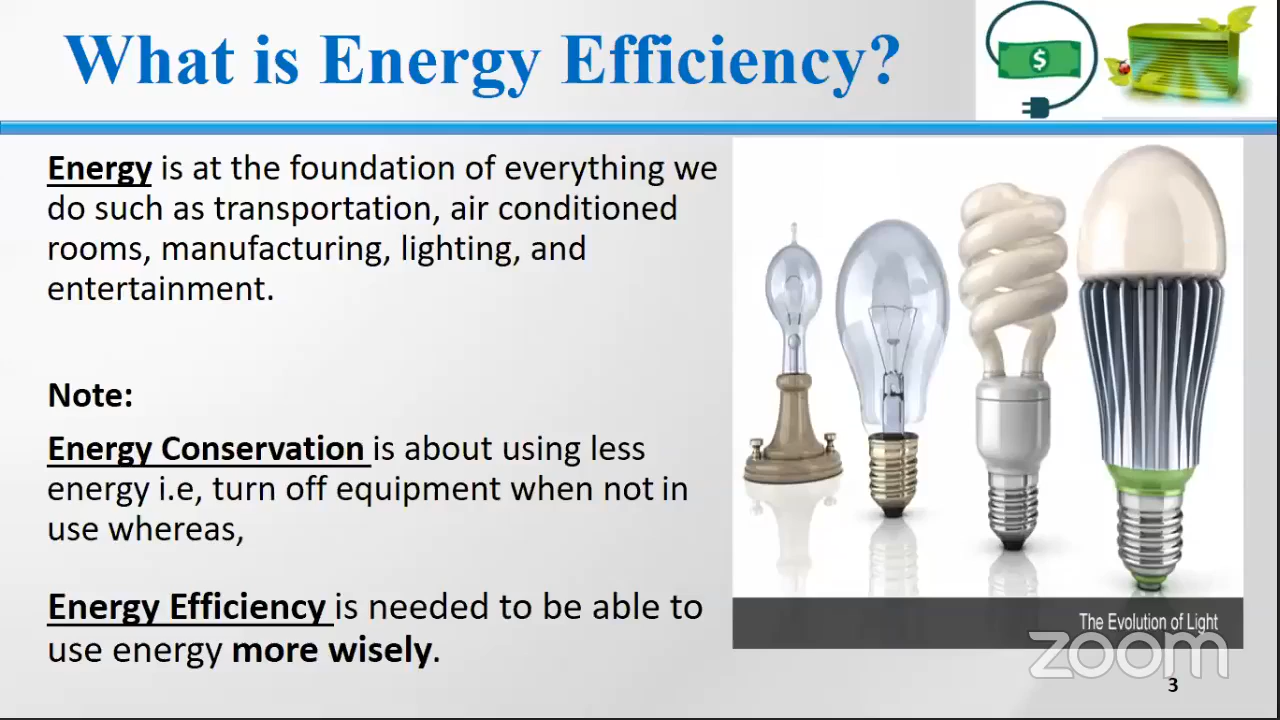 What is Energy Efficiency?
$
Energy is at the foundation of everything we
do such as transportation, air conditioned
rooms, manufacturing, lighting, and
entertainment.
Note:
Energy Conservation is about using less
energy i.e, turn off equipment when not in
use whereas,
Energy Efficiency is needed to be able to
use energy more wisely.
The Evolution of Light
zoom
3